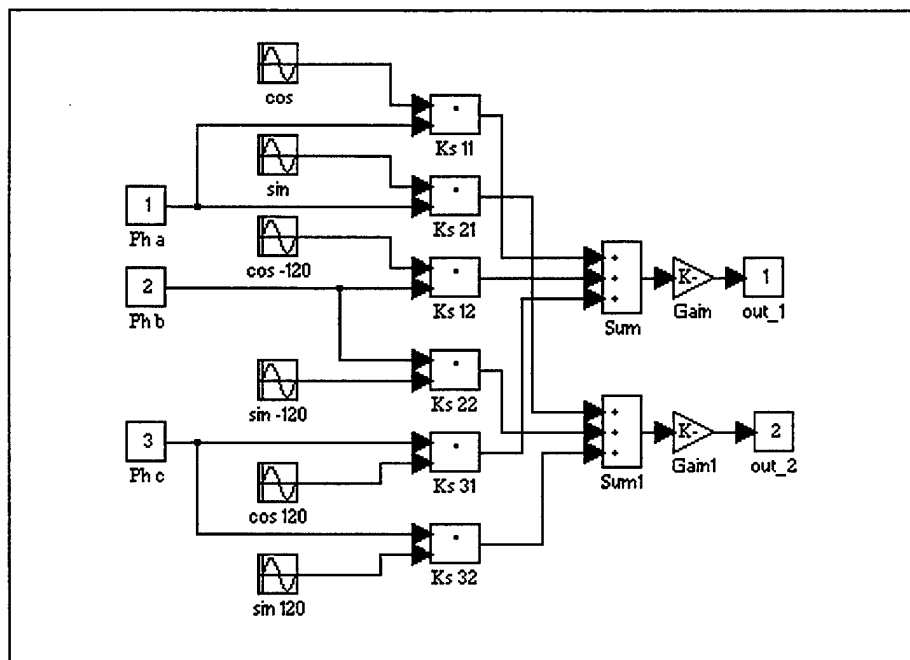 cos
Ks 11
sin
1
Ph a
Ks 21
cos -120
2
Ph b
Ks 12
+
+
+
Sum
K-
Gain
1
out_1
sin -120
Ks 22
3
Ph c
cos 120
Ks 31
+
+
+
Sum1
K-
Gain1
2
out_2
sin 120
Ks 32